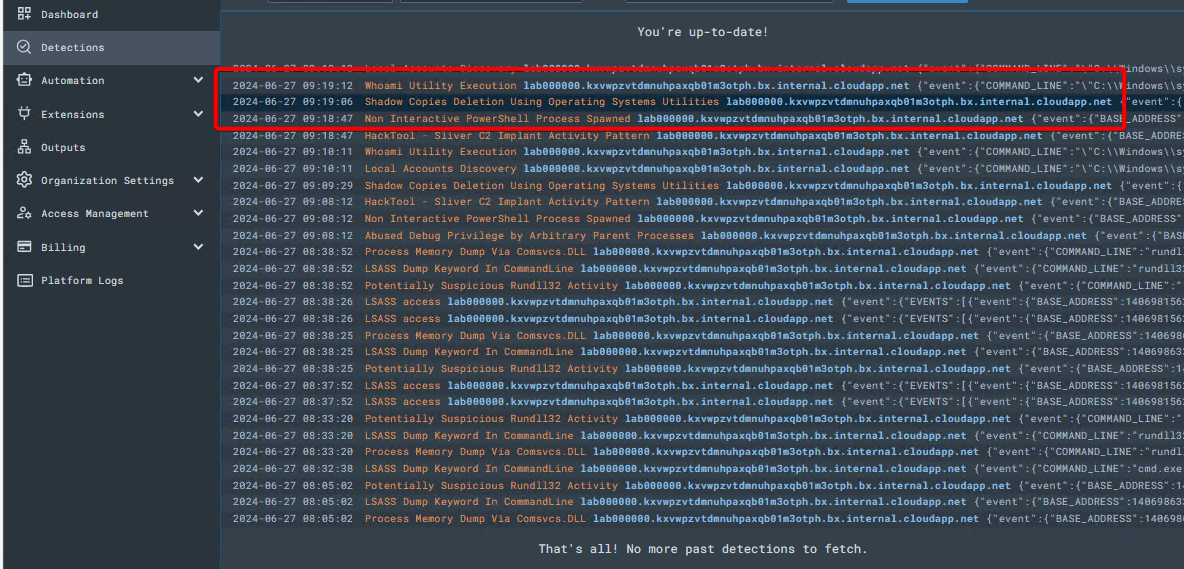 Dashboard
Detections
Automation
Extensions
Outputs
Organization Settings
Access Management
Billing
Platform Logs
You're up-to-date!
2024-06-27 09:19:12 Whoami Utility Execution lab000000.kxvwpzvtdmnuhpaxqb01m3otph.bx.internal.cloudapp.net {"event":{"COMMAND_LINE":"\"C:\\Windows\\sy
2024-06-27 09:19:06 Shadow Copies Deletion Using Operating Systems Utilities lab000000.kxvwpzvtdmnuhpaxqb01m3otph.bx.internal.cloudapp.net {"event":{
2024-06-27 09:18:47 Non Interactive PowerShell Process Spawned lab000000.kxvwpzvtdmnuhpaxqb01m3otph.bx.internal.cloudapp.net {"event":{"BASE_ADDRESS"
2024-06-27 09:18:47 HackTool - Sliver C2 Implant Activity Pattern lab000000.kxvwpzvtdmnuhpaxqb01m3otph.bx.internal.cloudapp.net {"event":{"BASE_ADDRE
2024-06-27 09:10:11 Whoami Utility Execution lab000000.kxvwpzvtdmnuhpaxqb01m3otph.bx.internal.cloudapp.net {"event":{"COMMAND_LINE":"\"C:\\Windows\\sy
2024-06-27 09:10:11 Local Accounts Discovery lab000000.kxvwpzvtdmnuhpaxqb01m3otph.bx.internal.cloudapp.net {"event":{"COMMAND_LINE":"\"C:\\Windows\\sy
2024-06-27 09:09:29 Shadow Copies Deletion Using Operating Systems Utilities lab000000.kxvwpzvtdmnuhpaxqb01m3otph.bx.internal.cloudapp.net {"event":{
2024-06-27 09:08:12 HackTool - Sliver C2 Implant Activity Pattern lab000000.kxvwpzvtdmnuhpaxqb01m3otph.bx.internal.cloudapp.net {"event":{"BASE_ADDRE
2024-06-27 09:08:12 Non Interactive PowerShell Process Spawned lab000000.kxvwpzvtdmnuhpaxqb01m3otph.bx.internal.cloudapp.net {"event":{"BASE_ADDRESS"
2024-06-27 09:08:12 Abused Debug Privilege by Arbitrary Parent Processes lab000000.kxvwpzvtdmnuhpaxqb01m3otph.bx.internal.cloudapp.net {"event":{"BAS
2024-06-27 08:38:52 Process Memory Dump Via Comsvcs.DLL lab000000.kxvwpzvtdmnuhpaxqb01m3otph.bx.internal.cloudapp.net {"event":{"COMMAND_LINE":"rundl
2024-06-27 08:38:52 LSASS Dump Keyword In CommandLine lab000000.kxvwpzvtdmnuhpaxqb01m3otph.bx.internal.cloudapp.net {"event":{"COMMAND_LINE":"rundll3
2024-06-27 08:38:52 Potentially Suspicious Rundll32 Activity lab000000.kxvwpzvtdmnuhpaxqb01m3otph.bx.internal.cloudapp.net {"event":{"COMMAND_LINE":"
2024-06-27 08:38:26 LSASS access lab000000.kxvwpzvtdmnuhpaxqb01m3otph.bx.internal.cloudapp.net {"event":{"EVENTS":[{"event":{"BASE_ADDRESS":140698156
2024-06-27 08:38:26 LSASS access lab000000.kxvwpzvtdmnuhpaxqb01m3otph.bx.internal.cloudapp.net {"event":{"EVENTS":[{"event":{"BASE_ADDRESS":140698156
2024-06-27 08:38:25 Process Memory Dump Via Comsvcs.DLL lab000000.kxvwpzvtdmnuhpaxqb01m3otph.bx.internal.cloudapp.net {"event":{"BASE_ADDRESS":140698
2024-06-27 08:38:25 LSASS Dump Keyword In CommandLine lab000000.kxvwpzvtdmnuhpaxqb01m3otph.bx.internal.cloudapp.net {"event":{"BASE_ADDRESS":14069863
2024-06-27 08:38:25 Potentially Suspicious Rundll32 Activity lab000000.kxvwpzvtdmnuhpaxqb01m3otph.bx.internal.cloudapp.net {"event":{"BASE_ADDRESS":14
2024-06-27 08:37:52 LSASS access lab000000.kxvwpzvtdmnuhpaxqb01m3otph.bx.internal.cloudapp.net {"event":{"EVENTS":[{"event":{"BASE_ADDRESS":140698156
2024-06-27 08:37:52 LSASS access lab000000.kxvwpzvtdmnuhpaxqb01m3otph.bx.internal.cloudapp.net {"event":{"EVENTS":[{"event":{"BASE_ADDRESS":140698156
2024-06-27 08:33:20 Potentially Suspicious Rundll32 Activity lab000000.kxvwpzvtdmnuhpaxqb01m3otph.bx.internal.cloudapp.net {"event":{"COMMAND_LINE":"
2024-06-27 08:33:20 LSASS Dump Keyword In CommandLine lab000000.kxvwpzvtdmnuhpaxqb01m3otph.bx.internal.cloudapp.net {"event":{"COMMAND_LINE":"rundll3
2024-06-27 08:33:20 Process Memory Dump Via Comsvcs.DLL lab000000.kxvwpzvtdmnuhpaxqb01m3otph.bx.internal.cloudapp.net {"event":{"COMMAND_LINE":"rundl
2024-06-27 08:32:38 LSASS Dump Keyword In CommandLine lab000000.kxvwpzvtdmnuhpaxqb01m3otph.bx.internal.cloudapp.net {"event":{"COMMAND_LINE":"cmd.exe
2024-06-27 08:05:02 Potentially Suspicious Rundll32 Activity lab000000.kxvwpzvtdmnuhpaxqb01m3otph.bx.internal.cloudapp.net {"event":{"BASE_ADDRESS":14
2024-06-27 08:05:02 LSASS Dump Keyword In CommandLine lab000000.kxvwpzvtdmnuhpaxqb01m3otph.bx.internal.cloudapp.net {"event":{"BASE_ADDRESS":14069863
2024-06-27 08:05:02 Process Memory Dump Via Comsvcs.DLL lab000000.kxvwpzvtdmnuhpaxqb01m3otph.bx.internal.cloudapp.net {"event":{"BASE_ADDRESS":140698
That's all! No more past detections to fetch.